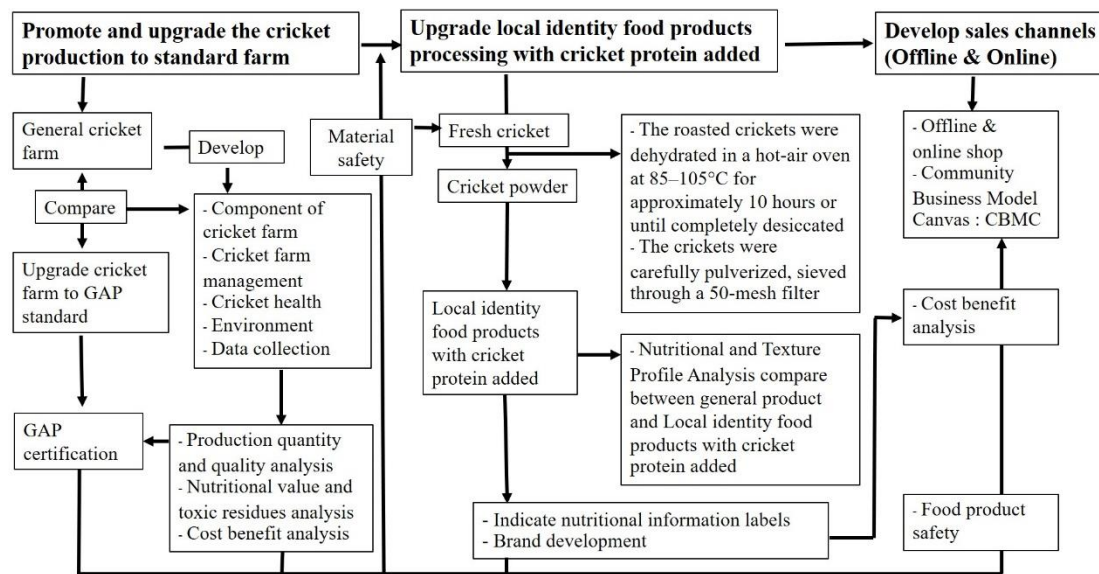 Promote and upgrade the cricket
production to standard farm
Upgrade local identity food products
processing with cricket protein added
Develop sales channels
(Offline & Online)
General cricket
farm
Develop
Compare
- Component of
cricket farm
- Cricket farm
management
- Cricket health
- Environment
- Data collection
Upgrade cricket
farm to GAP
standard
GAP
certification
- Production quantity
and quality analysis
- Nutritional value and
toxic residues analysis
- Cost benefit analysis
Material
safety
Fresh cricket
Cricket powder
- The roasted crickets were
dehydrated in a hot-air oven
at 85–105°C for
approximately 10 hours or
until completely desiccated
- The crickets were
carefully pulverized, sieved
through a 50-mesh filter
Local identity
food products
with cricket
protein added
- Nutritional and Texture
Profile Analysis compare
between general product
and Local identity food
products with cricket
protein added
- Indicate nutritional information labels
- Brand development
- Offline &
online shop
- Community
Business Model
Canvas : CBMC
- Cost benefit
analysis
- Food product
safety